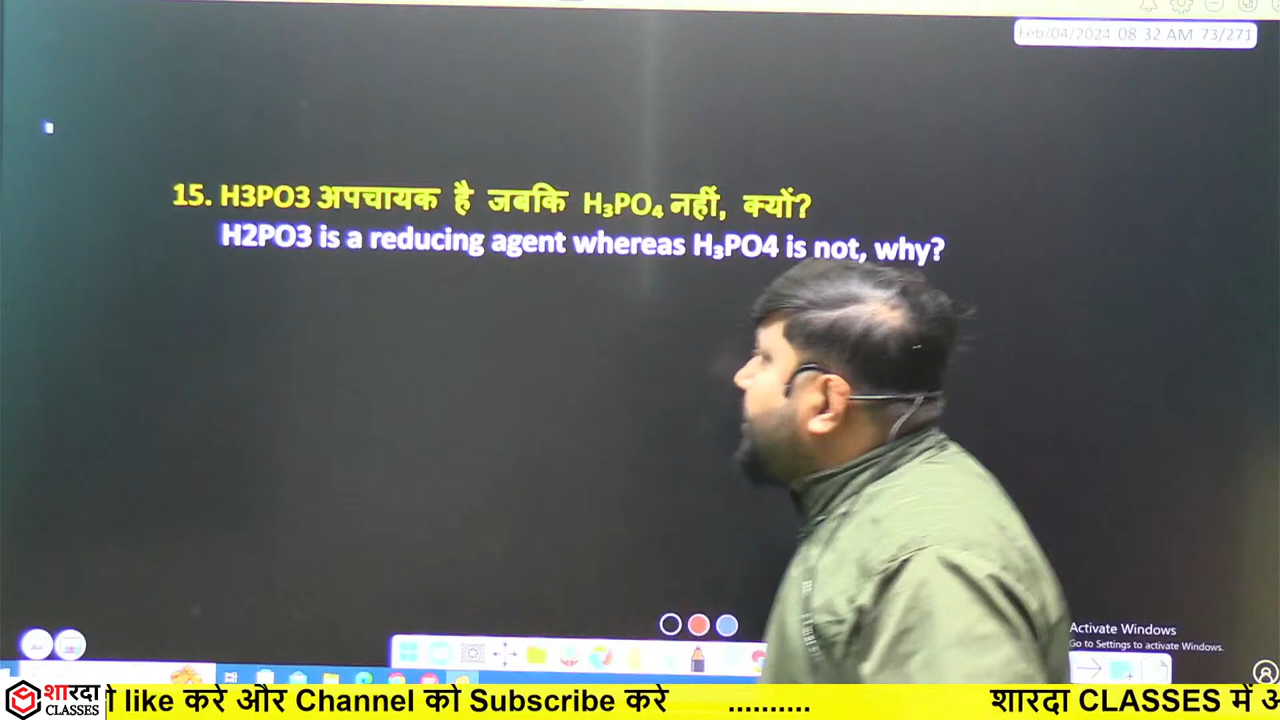 Feb/04/2024 08 32 AM 73/271
15. H3PO3 अपचायक है जबकि H₃PO₄ नहीं, क्यों?
H2PO3 is a reducing agent whereas H₃PO4 is not, why?
Activate Windows
Go to Settings to activate Windows.
like करे और Channel को Subscribe करे .......... शारदा CLASSES में
शारदा
CLASSES